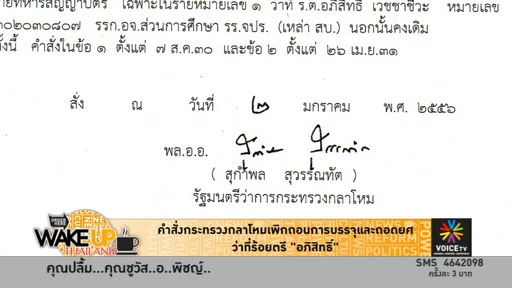 ายทหารสัญญาบัตร เฉพาะในรายหมายเลข ๑ ว่าที่ ร.ต.อภิสิทธิ์ เวชชาชีวะ หมายเลข
๓๐๒๐๓๐๘๐๗ รรก.อจ.ส่วนการศึกษา รร.จปร. (เหล่า สบ.) นอกนั้นคงเดิม
ทั้งนี้ คำสั่งในข้อ ๑ ตั้งแต่ ๗ ส.ค.๓๐ และข้อ ๒ ตั้งแต่ ๒๖ เม.ย.๓๑
สั่ง ณ วันที่ ๒ มกราคม พ.ศ. ๒๕๕๖
พล.อ.อ.
( สุกำพล สุวรรณทัต )
รัฐมนตรีว่าการกระทรวงกลาโหม
WAKE UP
THAILAND
คำสั่งกระทรวงกลาโหมเพิกถอนการบรรจุและถอดยศ
ว่าที่ร้อยตรี "อภิสิทธิ์"
VOICE TV
คุณปลื้ม...คุณชูวัส..อ..พิชญ์..
SMS 4642098
ครั้งละ 3 บาท